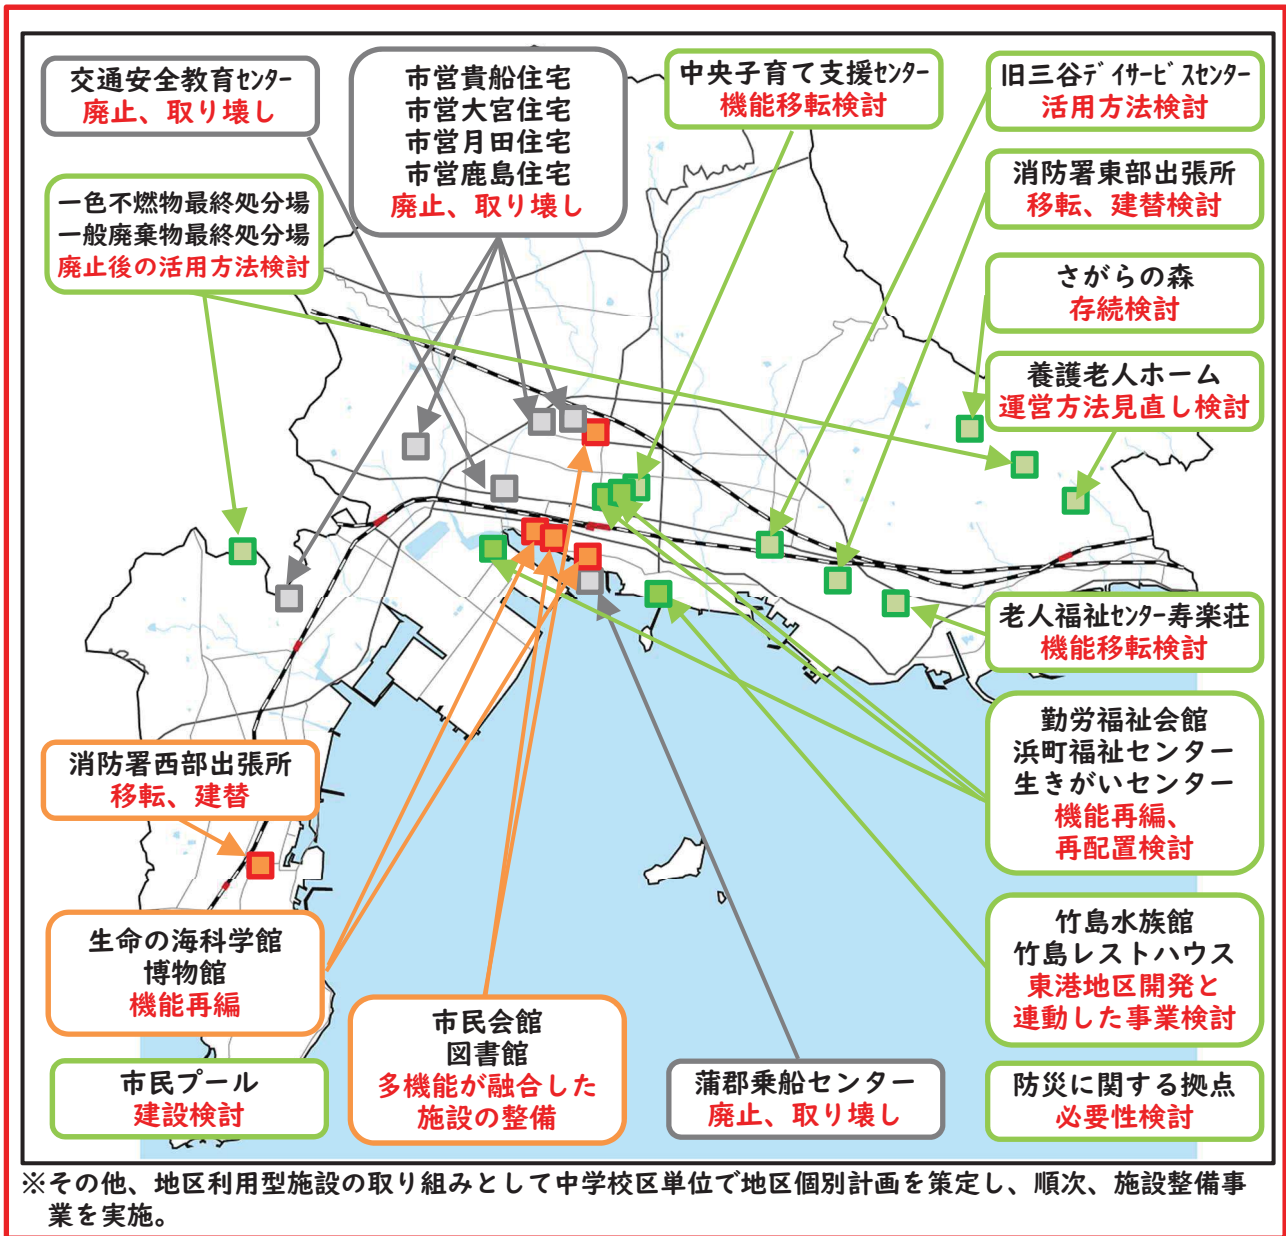 交通安全教育ｾﾝﾀｰ
廃止、取り壊し
市営貴船住宅
市営大宮住宅
市営月田住宅
市営鹿島住宅
廃止、取り壊し
中央子育て支援ｾﾝﾀｰ
機能移転検討
旧三谷ﾃﾞｲｻｰﾋﾞｽｾﾝﾀｰ
活用方法検討
一色不燃物最終処分場
一般廃棄物最終処分場
廃止後の活用方法検討
消防署東部出張所
移転、建替検討
さがらの森
存続検討
養護老人ホーム
運営方法見直し検討
老人福祉ｾﾝﾀｰ寿楽荘
機能移転検討
勤労福祉会館
浜町福祉センター
生きがいセンター
機能再編、
再配置検討
消防署西部出張所
移転、建替
生命の海科学館
博物館
機能再編
市民会館
図書館
多機能が融合した
施設の整備
竹島水族館
竹島レストハウス
東港地区開発と
連動した事業検討
市民プール
建設検討
蒲郡乗船センター
廃止、取り壊し
防災に関する拠点
必要性検討
※その他、地区利用型施設の取り組みとして中学校区単位で地区個別計画を策定し、順次、施設整備事
業を実施。